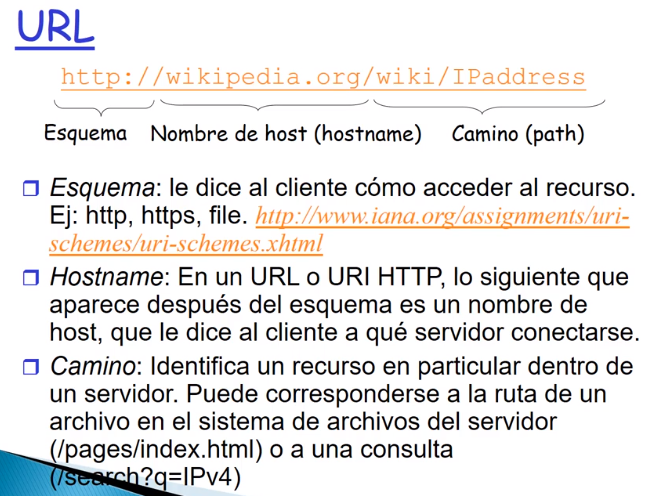 URL
http://wikipedia.org/wiki/IPaddress
Esquema Nombre de host (hostname) Camino (path)
Esquema: le dice al cliente cómo acceder al recurso.
Ej: http, https, file. http://www.iana.org/assignments/uri-
schemes/uri-schemes.xhtml
Hostname: En un URL o URI HTTP, lo siguiente que
aparece después del esquema es un nombre de
host, que le dice al cliente a qué servidor conectarse.
Camino: Identifica un recurso en particular dentro de
un servidor. Puede corresponderse a la ruta de un
archivo en el sistema de archivos del servidor
(/pages/index.html) o a una consulta
(/search?q=IPv4)